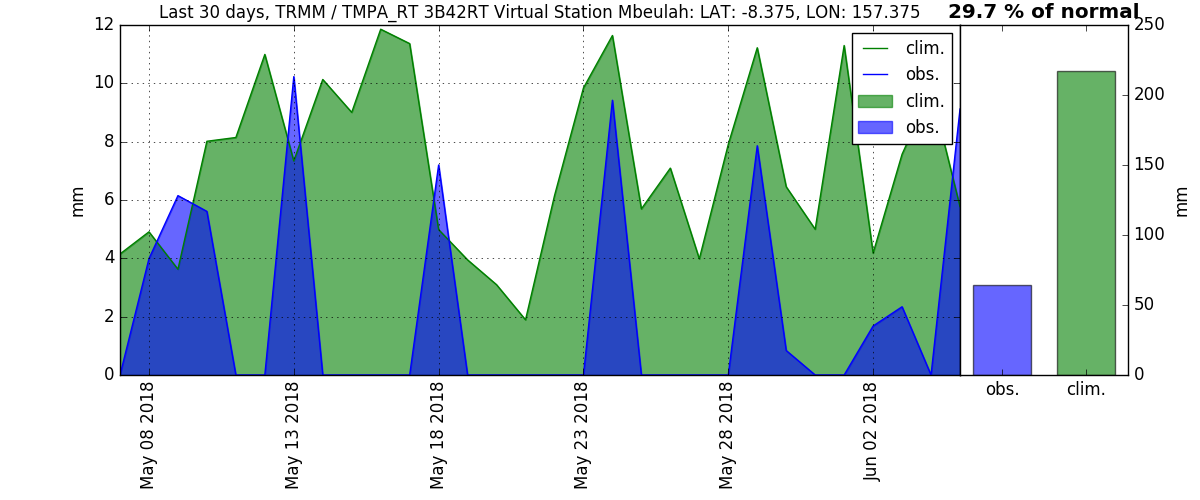 Last 30 days, TRMM / TMPA_RT 3B42RT Virtual Station Mbeulah: LAT: -8.375, LON: 157.375
29.7 % of normal
12
10
8
6
4
2
0
mm
clim.
obs.
clim.
obs.
May 08 2018
May 13 2018
May 18 2018
May 23 2018
May 28 2018
Jun 02 2018
250
200
150
100
50
0
mm
obs.
clim.